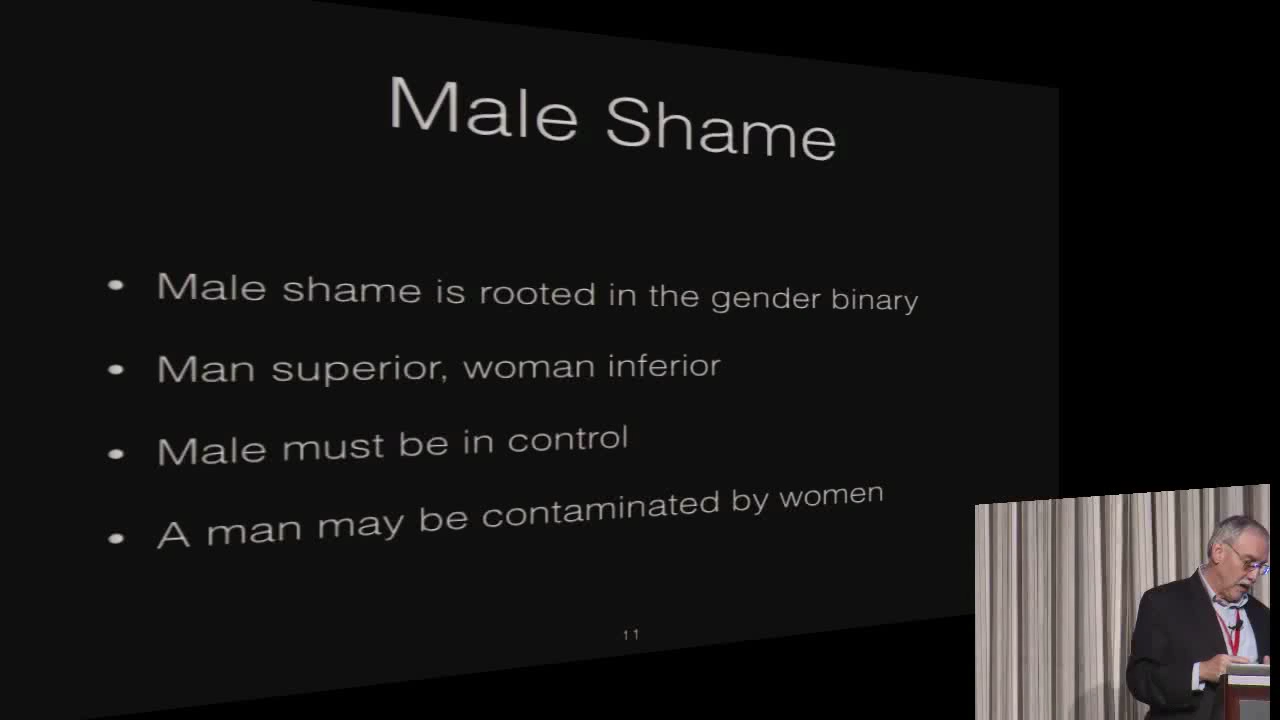 Male Shame
• Male shame is rooted in the gender binary
• Man superior, woman inferior
• Male must be in control
• A man may be contaminated by women
11